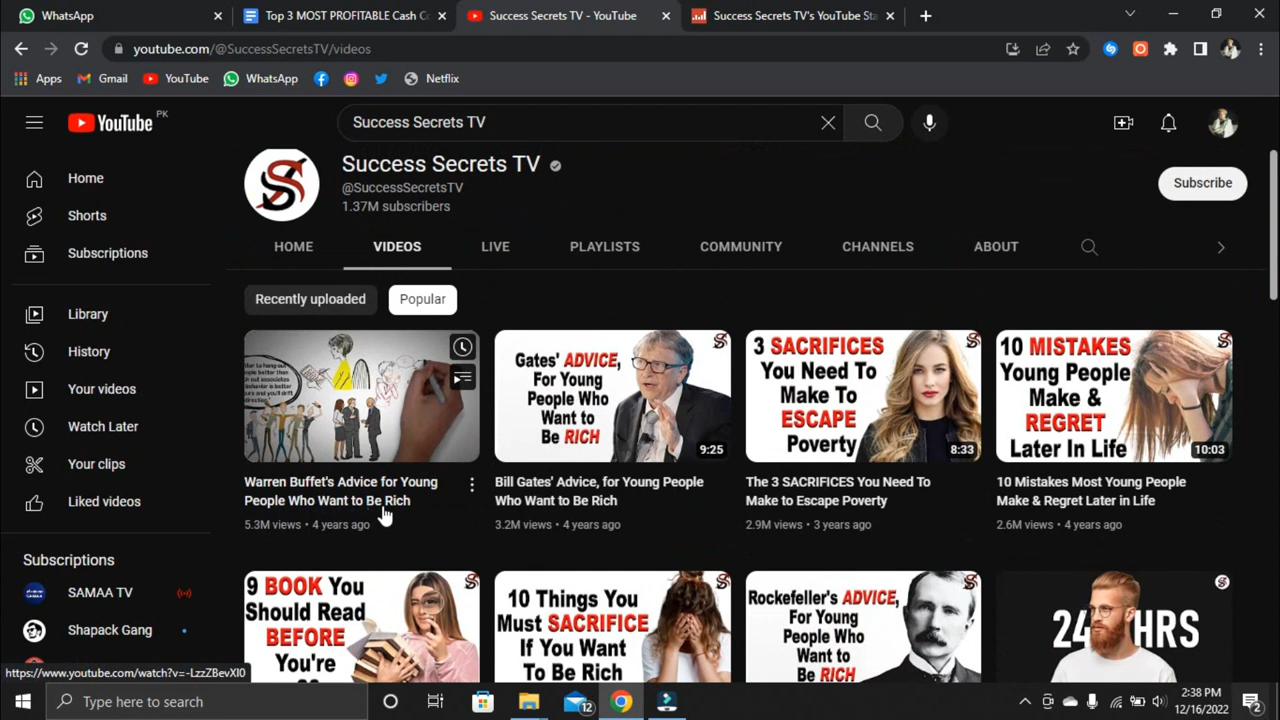 WhatsApp
Top 3 MOST PROFITABLE Cash C
Success Secrets TV - YouTube
Success Secrets TV's YouTube Sta
youtube.com/@SuccessSecretsTV/videos
Apps
Gmail
YouTube
WhatsApp
Netflix
YouTube PK
Success Secrets TV
Home
Shorts
Subscriptions
Library
History
Your videos
Watch Later
Your clips
Liked videos
Subscriptions
SAMAA TV
Shapack Gang
Success Secrets TV
@SuccessSecretsTV
1.37M subscribers
Subscribe
HOME
VIDEOS
LIVE
PLAYLISTS
COMMUNITY
CHANNELS
ABOUT
Recently uploaded
Popular
Warren Buffet's Advice for Young
People Who Want to Be Rich
5.3M views • 4 years ago
Gates' ADVICE,
For Young
People Who
Want to
Be RICH
9:25
Bill Gates' Advice, for Young People
Who Want to Be Rich
3.2M views • 4 years ago
3 SACRIFICES
You Need To
Make To
ESCAPE
Poverty
8:33
The 3 SACRIFICES You Need To
Make to Escape Poverty
2.9M views • 3 years ago
10 MISTAKES
Young People
Make &
REGRET
Later In Life
10:03
10 Mistakes Most Young People
Make & Regret Later in Life
2.6M views • 4 years ago
9 BOOK You
Should Read
BEFORE
You're
10 Things You
Must SACRIFICE
If You Want
To Be Rich
Rockefeller's ADVICE,
For Young
People Who
Want to
Be RICH
24 HRS
https://www.youtube.com/watch?v=-LzzZBevXI0
Type here to search
12
2:38 PM
12/16/2022
2